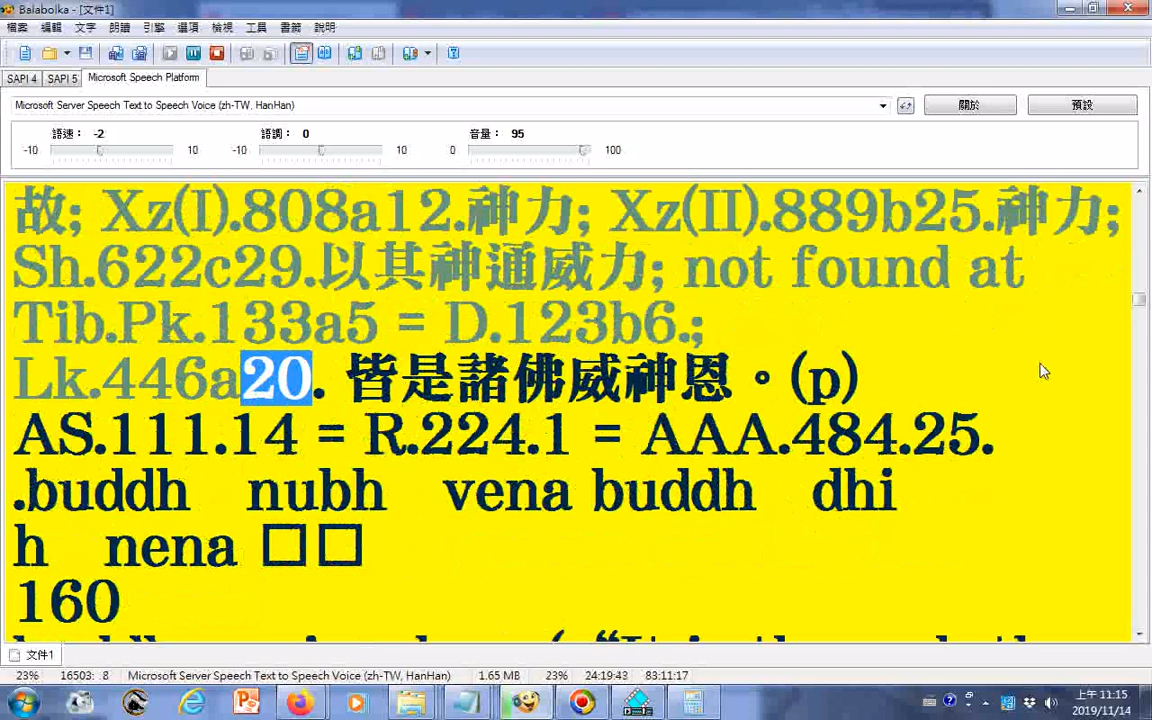 Balabolka - [文件1]
檔案 編輯 文字 朗讀 引擎 選項 檢視 工具 書籤 說明
SAPI 4 SAPI 5 Microsoft Speech Platform
Microsoft Server Speech Text to Speech Voice (zh-TW, HanHan) 關於 預設
語速： -2 語調： 0 音量： 95
-10 10 -10 10 0 100
故; Xz(I).808a12.神力; Xz(II).889b25.神力;
Sh.622c29.以其神通威力; not found at
Tib.Pk.133a5 = D.123b6.;
Lk.446a20. 皆是諸佛威神恩。(p)
AS.111.14 = R.224.1 = AAA.484.25.
.buddh nubh vena buddh dhi
h nena □□
160
文件1
23% 16503: 8 Microsoft Server Speech Text to Speech Voice (zh-TW, HanHan) 1.65 MB 23% 24:19:43 83:11:17
上午 11:15
2019/11/14